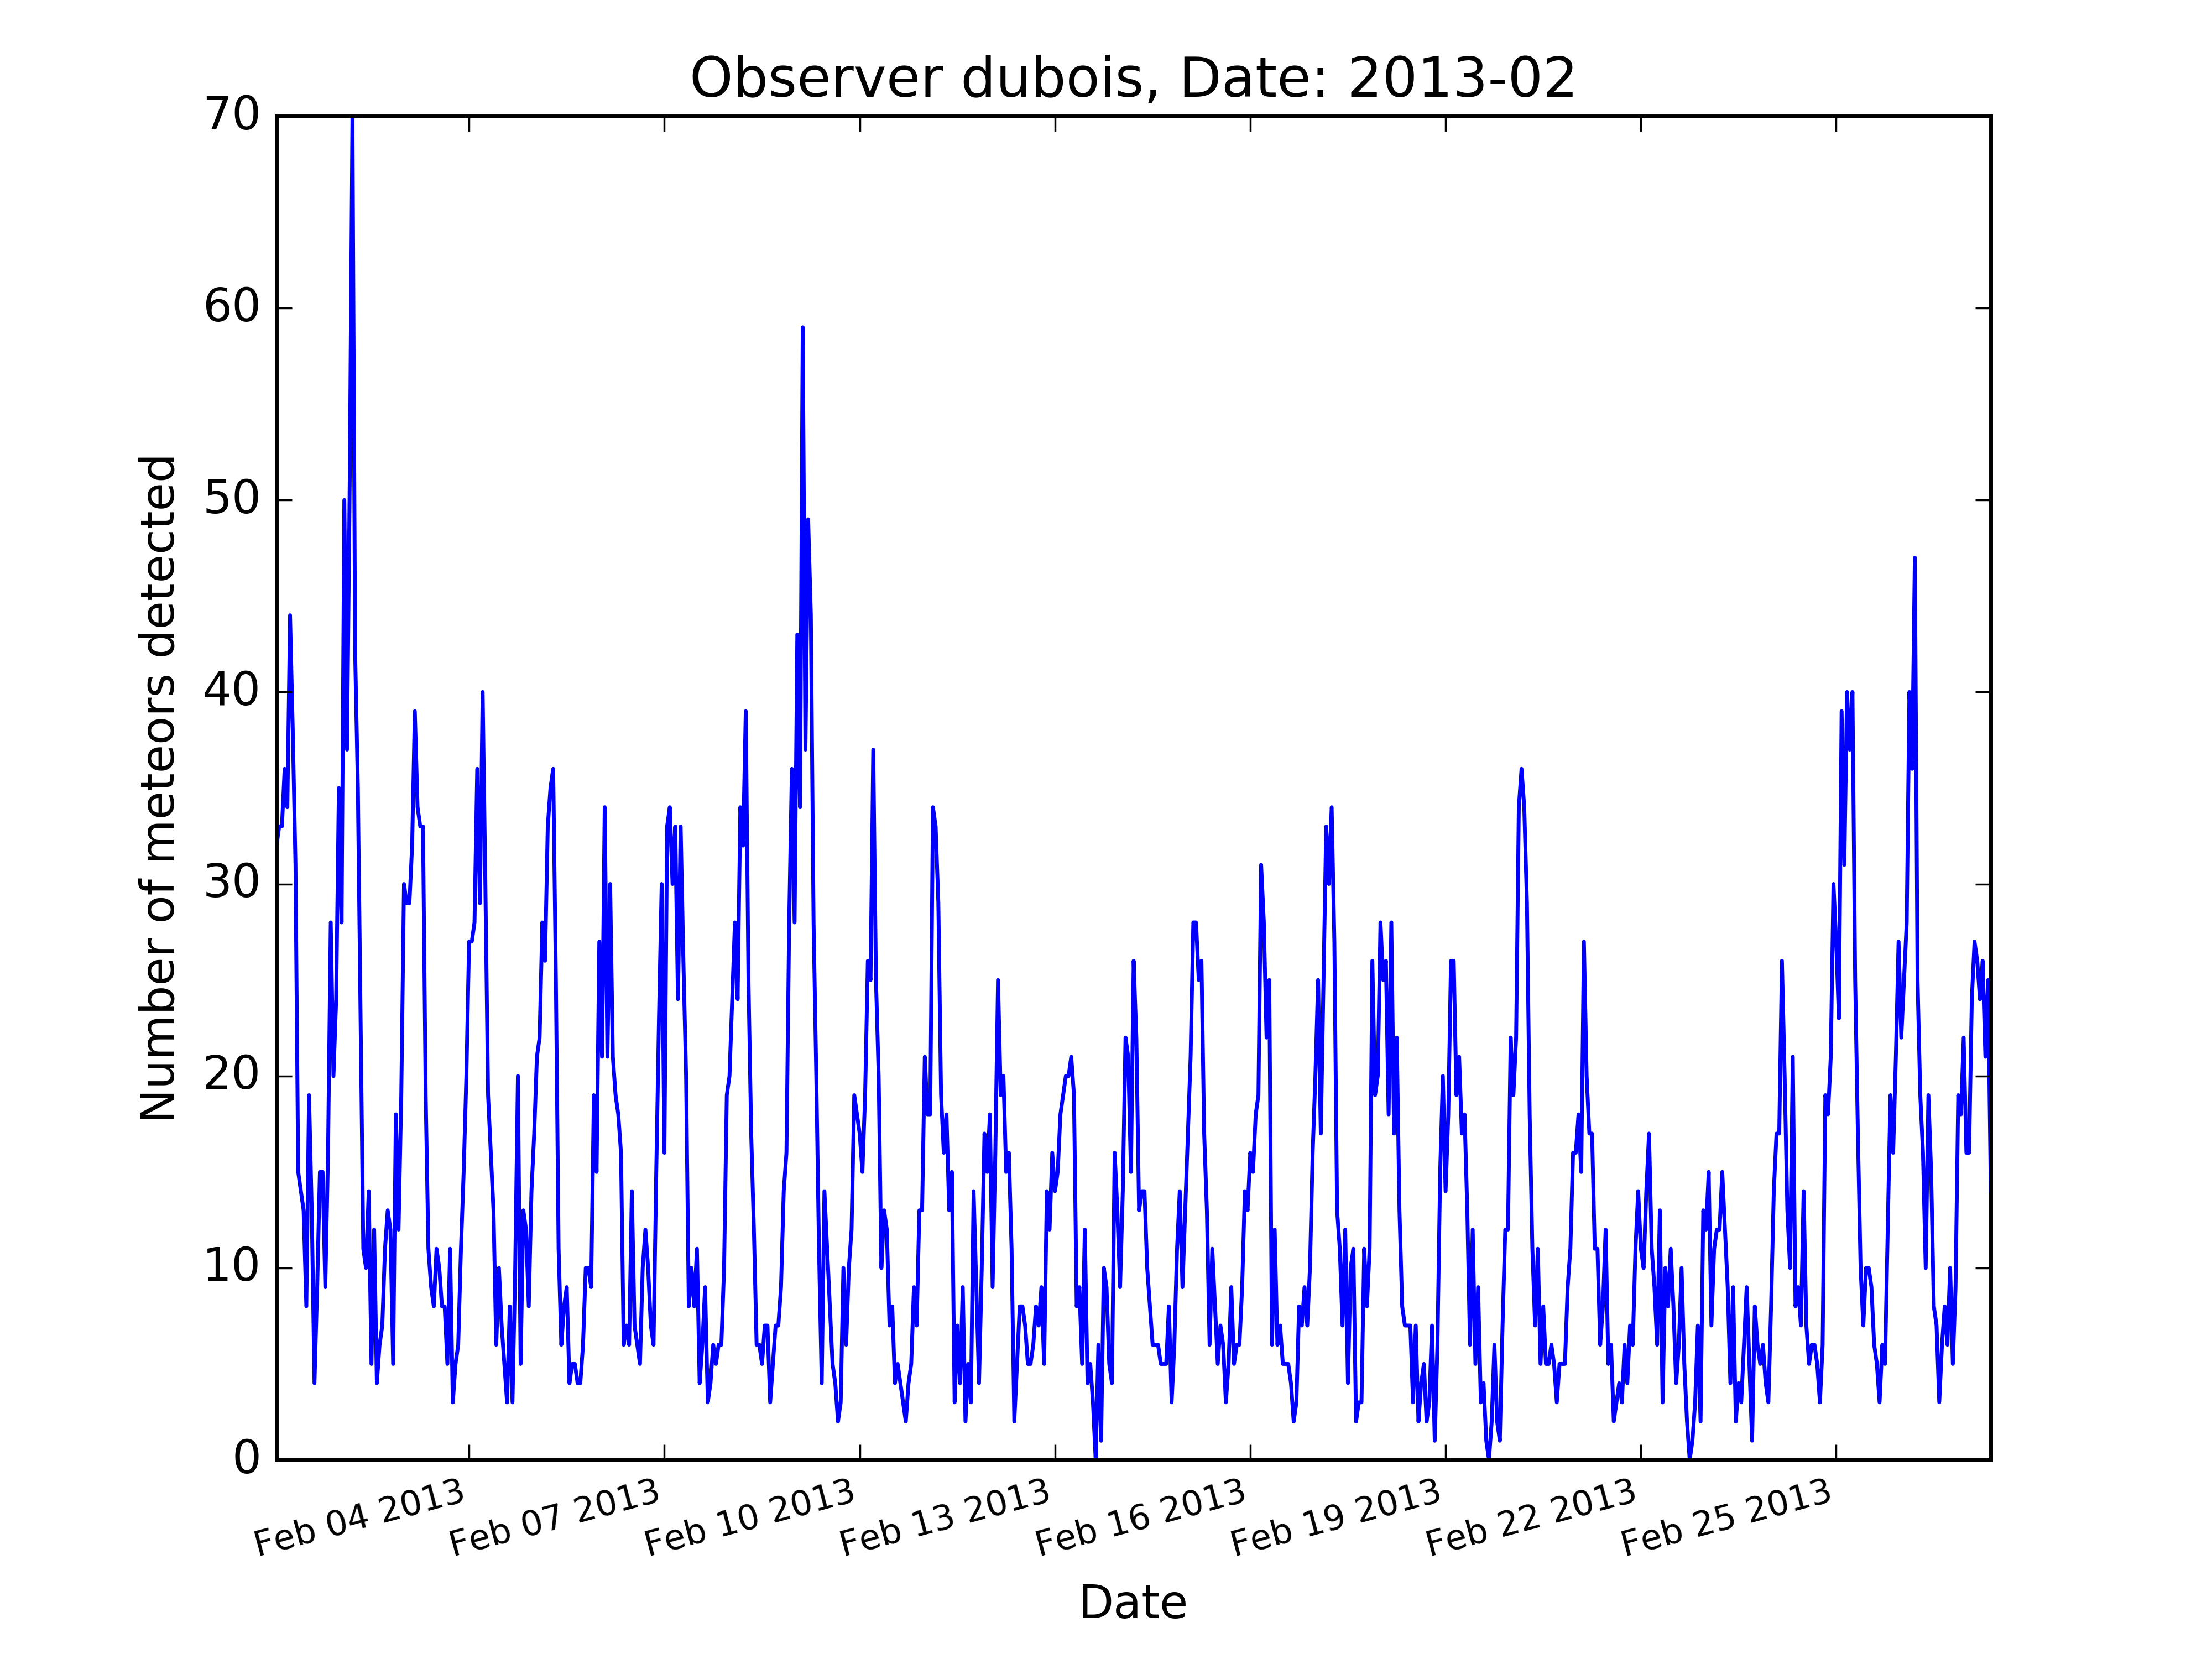 Observer dubois, Date: 2013-02
70
60
50
40
30
20
10
0
Number of meteors detected
Feb 04 2013
Feb 07 2013
Feb 10 2013
Feb 13 2013
Feb 16 2013
Feb 19 2013
Feb 22 2013
Feb 25 2013
Date